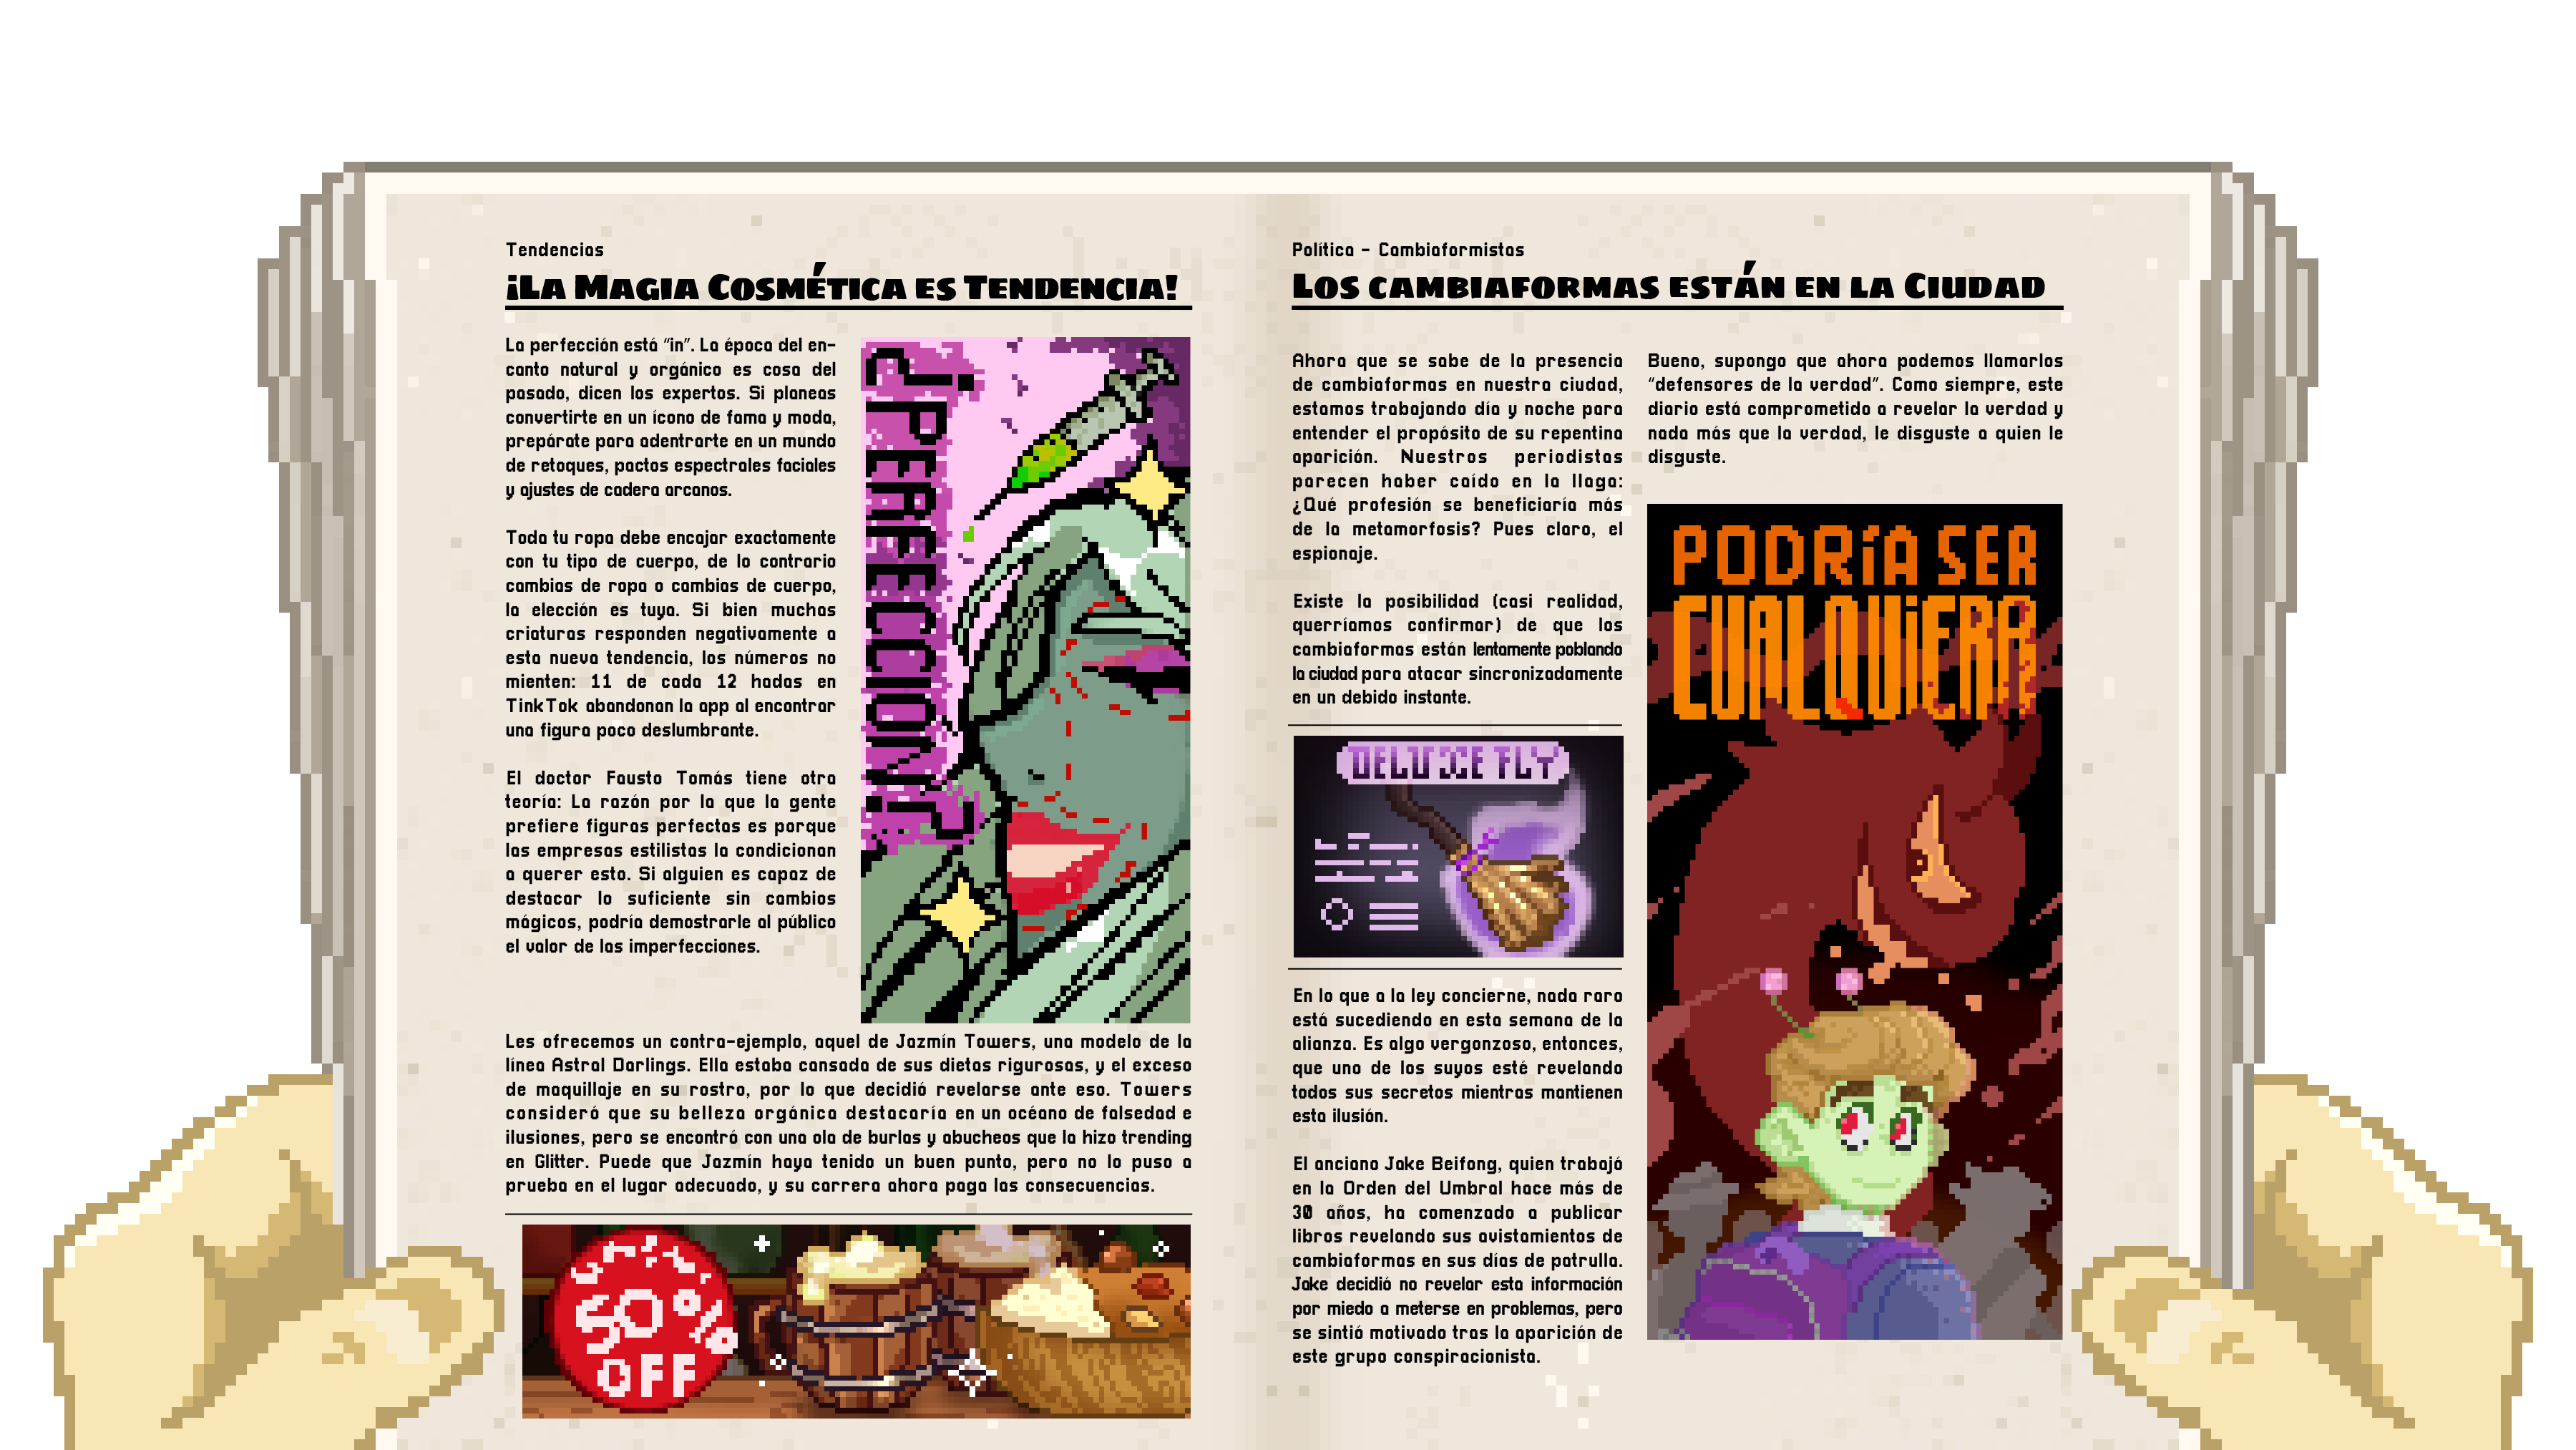 Tendencias
¡La Magia Cosmética es Tendencia!
La perfección está “in”. La época del en-
canto natural y orgánico es cosa del
pasado, dicen los expertos. Si planeas
convertirte en un ícono de fama y moda,
prepárate para adentrarte en un mundo
de retoques, pactos espectrales faciales
y ajustes de cadera arcanos.
Toda tu ropa debe encajar exactamente
con tu tipo de cuerpo, de lo contrario
cambias de ropa o cambias de cuerpo,
la elección es tuya. Si bien muchas
criaturas responden negativamente a
esta nueva tendencia, los números no
mienten: 11 de cada 12 hadas en
TinkTok abandonan la app al encontrar
una figura poco deslumbrante.
El doctor Fausto Tomás tiene otra
teoría: La razón por la que la gente
prefiere figuras perfectas es porque
las empresas estilistas la condicionan
a querer esto. Si alguien es capaz de
destacar lo suficiente sin cambios
mágicos, podría demostrarle al público
el valor de las imperfecciones.
¿PERFECCIÓN?
Les ofrecemos un contra-ejemplo, aquel de Jazmín Towers, una modelo de la
línea Astral Darlings. Ella estaba cansada de sus dietas rigurosas, y el exceso
de maquillaje en su rostro, por lo que decidió revelarse ante eso. Towers
consideró que su belleza orgánica destacaría en un océano de falsedad e
ilusiones, pero se encontró con una ola de burlas y abucheos que la hizo trending
en Glitter. Puede que Jazmín haya tenido un buen punto, pero no lo puso a
prueba en el lugar adecuado, y su carrera ahora paga las consecuencias.
50%
OFF
Política - Cambiaformistas
Los cambiaformas están en la Ciudad
Ahora que se sabe de la presencia
de cambiaformas en nuestra ciudad,
estamos trabajando día y noche para
entender el propósito de su repentina
aparición. Nuestros periodistas
parecen haber caído en la llaga:
¿Qué profesión se beneficiaría más
de la metamorfosis? Pues claro, el
espionaje.
Existe la posibilidad (casi realidad,
querríamos confirmar) de que los
cambiaformas están lentamente poblando
la ciudad para atacar sincronizadamente
en un debido instante.
DELUXE FLY
En lo que a la ley concierne, nada raro
está sucediendo en esta semana de la
alianza. Es algo vergonzoso, entonces,
que uno de los suyos esté revelando
todos sus secretos mientras mantienen
esta ilusión.
El anciano Jake Beifong, quien trabajó
en la Orden del Umbral hace más de
30 años, ha comenzado a publicar
libros revelando sus avistamientos de
cambiaformas en sus días de patrulla.
Jake decidió no revelar esta información
por miedo a meterse en problemas, pero
se sintió motivado tras la aparición de
este grupo conspiracionista.
Bueno, supongo que ahora podemos llamarlos
“defensores de la verdad”. Como siempre, este
diario está comprometido a revelar la verdad y
nada más que la verdad, le disguste a quien le
disguste.
PODRíA SER
CUALQUiERA